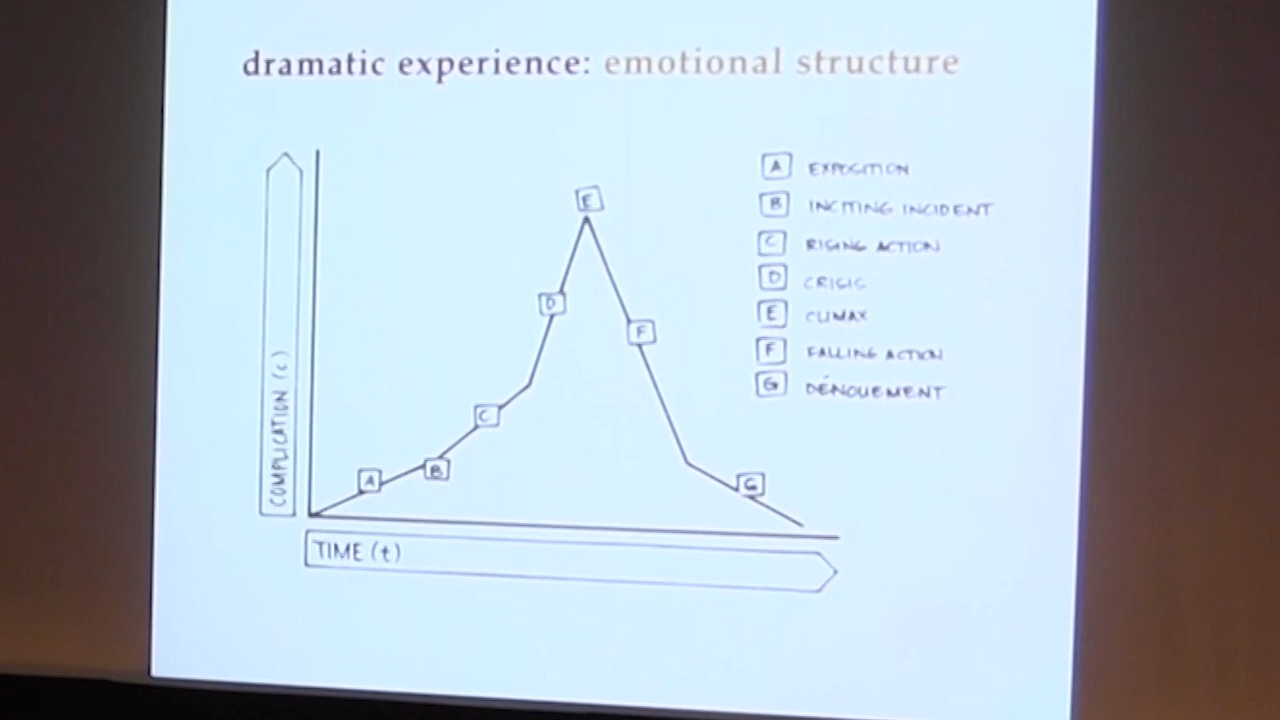 dramatic experience: emotional structure
A EXPOSITION
B INCITING INCIDENT
C RISING ACTION
D CRISIS
E CLIMAX
F FALLING ACTION
G DÉNOUEMENT
E
D
F
C
A
B
G
COMPLICATION (c)
TIME (t)